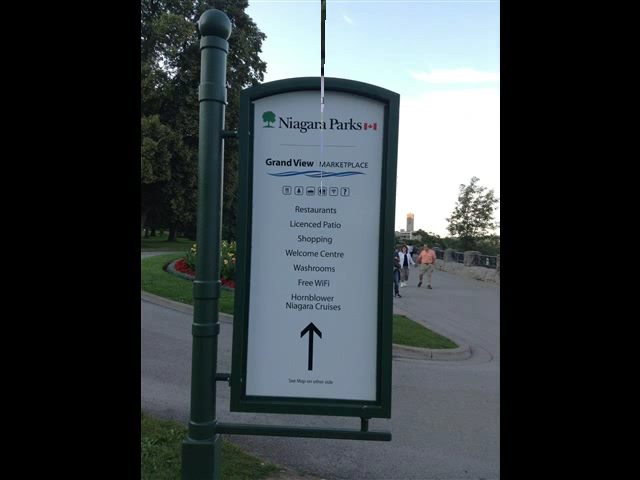 Niagara Parks
Grand View MARKETPLACE
Restaurants
Licenced Patio
Shopping
Welcome Centre
Washrooms
Free WiFi
Hornblower
Niagara Cruises
See Map on other side